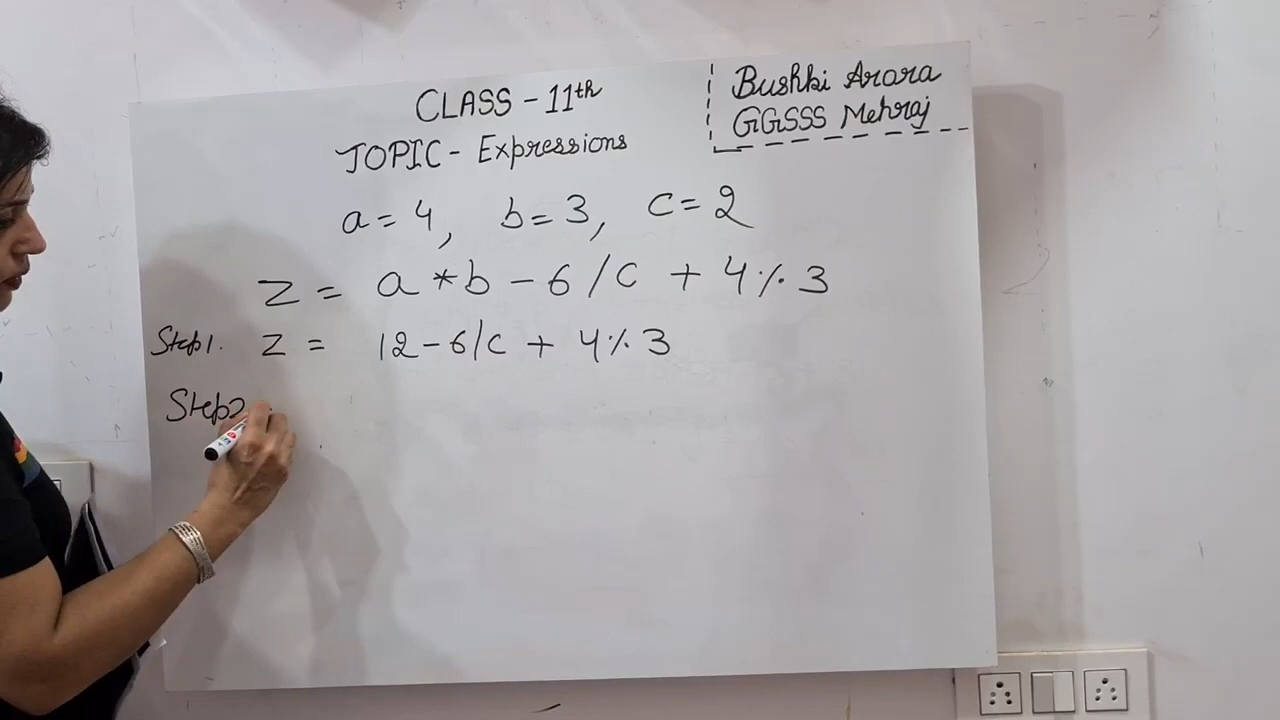 CLASS - 11th
TOPIC - Expressions
Bushki Arora
GGSSS Mehraj
a = 4, b = 3, c = 2
z = a * b - 6 / c + 4 % 3
Step1. z = 12 - 6/c + 4 % 3
Step2